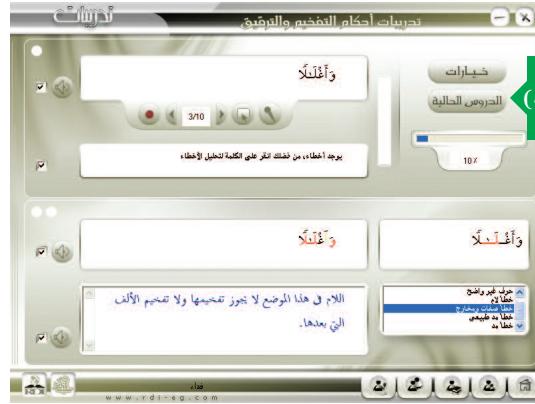 تدريبات أحكام التفخيم والترقيق
تدريبات
خيارات
الدروس الحالية
10٪
وَأَغْلَٰلًا
3/10
يوجد أخطاء، من فضلك انقر على الكلمة لتحليل الأخطاء
وَأَغْلَٰلًا
وَأَغْلَٰلًا
حرف غير واضح
خطأ لام
خطأ صفات ومخارج
خطأ مد طبيعي
خطأ مد
اللام في هذا الموضع لا يجوز تفخيمها ولا تفخيم الألف
التي بعدها.
فداء
www.rdi-eg.com